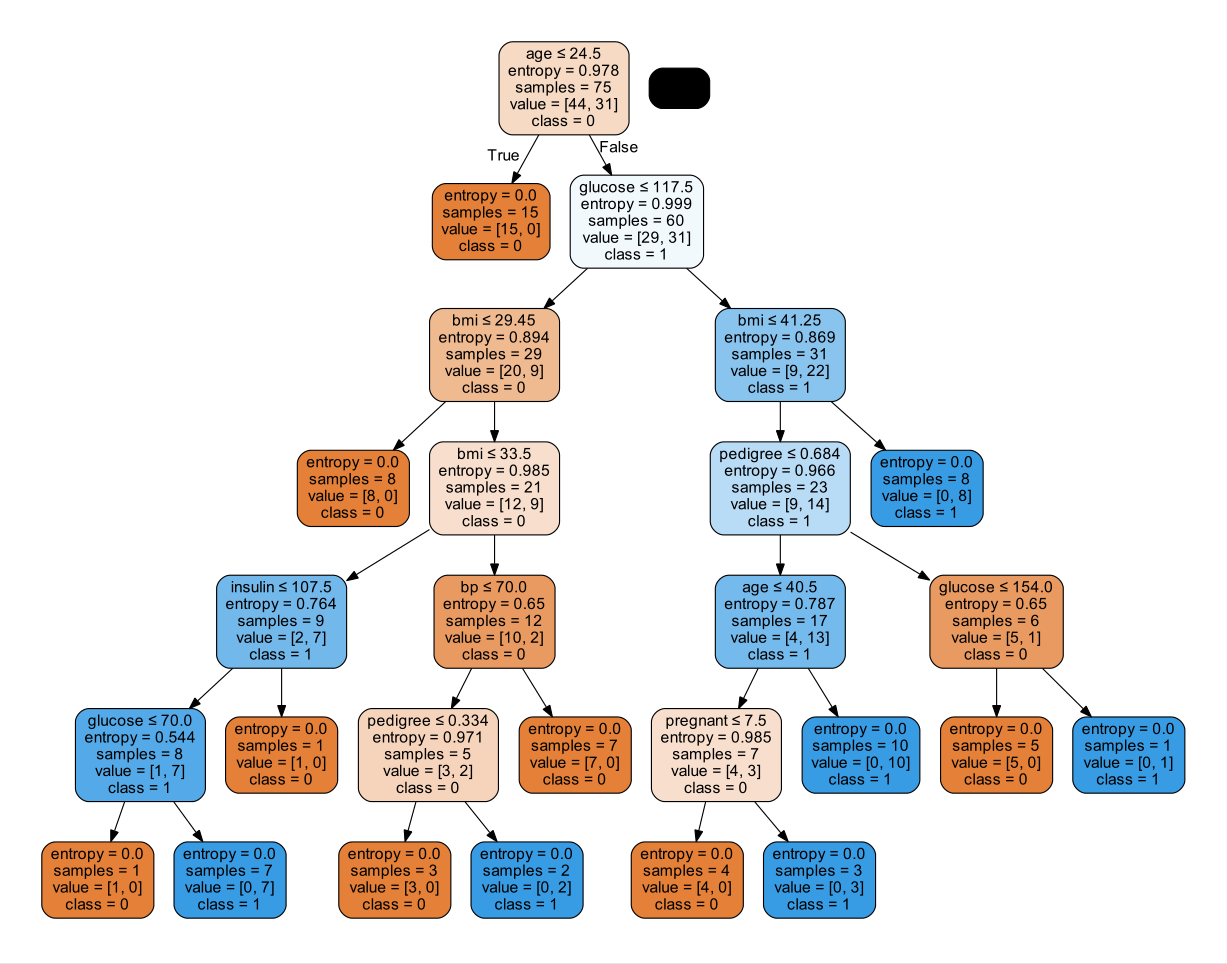 age ≤ 24.5
entropy = 0.978
samples = 75
value = [44, 31]
class = 0
True
False
entropy = 0.0
samples = 15
value = [15, 0]
class = 0
glucose ≤ 117.5
entropy = 0.999
samples = 60
value = [29, 31]
class = 1
bmi ≤ 29.45
entropy = 0.894
samples = 29
value = [20, 9]
class = 0
bmi ≤ 41.25
entropy = 0.869
samples = 31
value = [9, 22]
class = 1
entropy = 0.0
samples = 8
value = [8, 0]
class = 0
bmi ≤ 33.5
entropy = 0.985
samples = 21
value = [12, 9]
class = 0
pedigree ≤ 0.684
entropy = 0.966
samples = 23
value = [9, 14]
class = 1
entropy = 0.0
samples = 8
value = [0, 8]
class = 1
insulin ≤ 107.5
entropy = 0.764
samples = 9
value = [2, 7]
class = 1
bp ≤ 70.0
entropy = 0.65
samples = 12
value = [10, 2]
class = 0
age ≤ 40.5
entropy = 0.787
samples = 17
value = [4, 13]
class = 1
glucose ≤ 154.0
entropy = 0.65
samples = 6
value = [5, 1]
class = 0
glucose ≤ 70.0
entropy = 0.544
samples = 8
value = [1, 7]
class = 1
entropy = 0.0
samples = 1
value = [1, 0]
class = 0
pedigree ≤ 0.334
entropy = 0.971
samples = 5
value = [3, 2]
class = 0
entropy = 0.0
samples = 7
value = [7, 0]
class = 0
pregnant ≤ 7.5
entropy = 0.985
samples = 7
value = [4, 3]
class = 0
entropy = 0.0
samples = 10
value = [0, 10]
class = 1
entropy = 0.0
samples = 5
value = [5, 0]
class = 0
entropy = 0.0
samples = 1
value = [0, 1]
class = 1
entropy = 0.0
samples = 1
value = [1, 0]
class = 0
entropy = 0.0
samples = 7
value = [0, 7]
class = 1
entropy = 0.0
samples = 3
value = [3, 0]
class = 0
entropy = 0.0
samples = 2
value = [0, 2]
class = 1
entropy = 0.0
samples = 4
value = [4, 0]
class = 0
entropy = 0.0
samples = 3
value = [0, 3]
class = 1